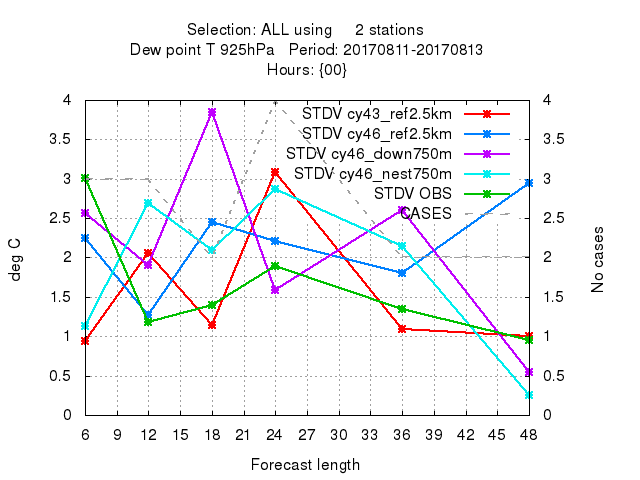 Selection: ALL using     2 stations
Dew point T 925hPa   Period: 20170811-20170813
Hours: {00}
4 4
STDV cy43_ref2.5km
3.5 STDV cy46_ref2.5km 3.5
STDV cy46_down750m
3 STDV cy46_nest750m 3
STDV OBS
2.5 CASES 2.5
deg C 2 2 No cases
1.5 1.5
1 1
0.5 0.5
0 0
6 9 12 15 18 21 24 27 30 33 36 39 42 45 48
Forecast length